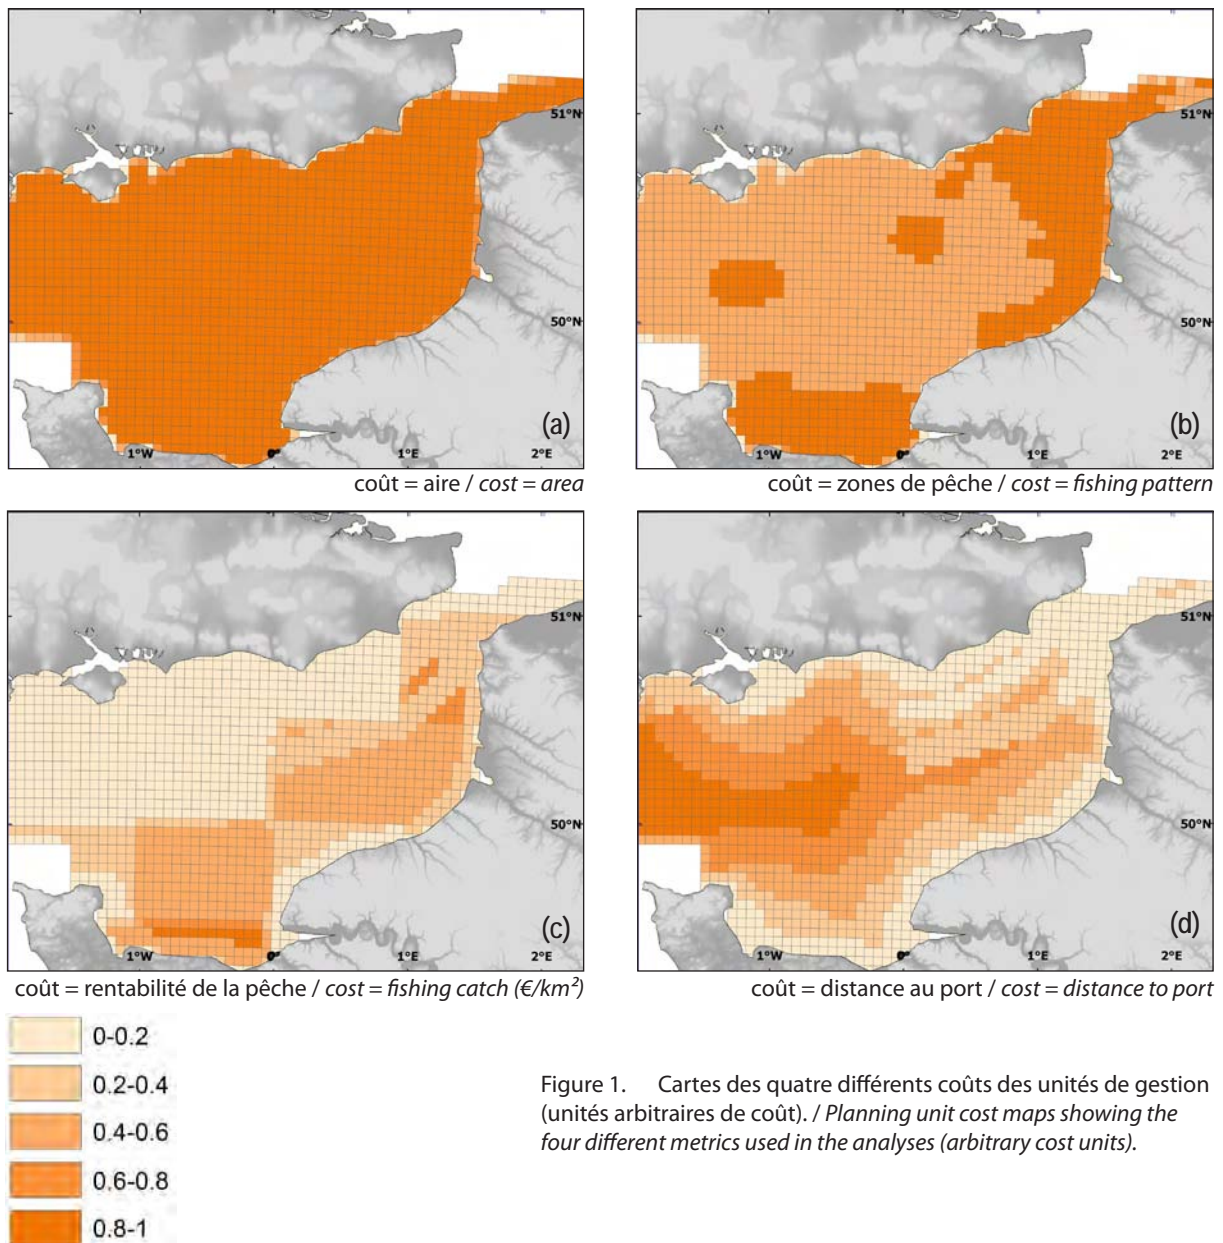 51°N
50°N
(a)
1°W
0°
1°E
2°E
coût = aire / cost = area
51°N
50°N
(b)
1°W
0°
1°E
2°E
coût = zones de pêche / cost = fishing pattern
51°N
50°N
(c)
1°W
0°
1°E
2°E
coût = rentabilité de la pêche / cost = fishing catch (€/km²)
51°N
50°N
(d)
1°W
0°
1°E
2°E
coût = distance au port / cost = distance to port
0-0.2
0.2-0.4
0.4-0.6
0.6-0.8
0.8-1
Figure 1. Cartes des quatre différents coûts des unités de gestion
(unités arbitraires de coût). / Planning unit cost maps showing the
four different metrics used in the analyses (arbitrary cost units).